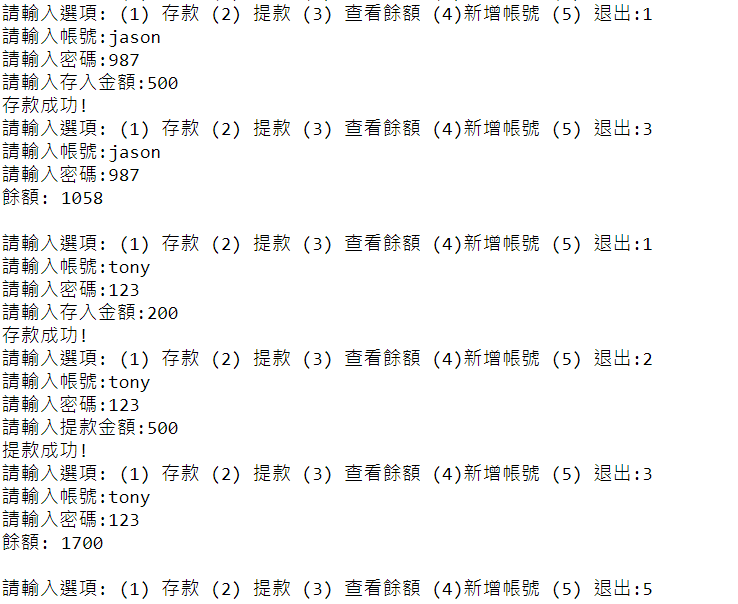 請輸入選項: (1) 存款 (2) 提款 (3) 查看餘額 (4)新增帳號 (5) 退出:1
請輸入帳號:jason
請輸入密碼:987
請輸入存入金額:500
存款成功!
請輸入選項: (1) 存款 (2) 提款 (3) 查看餘額 (4)新增帳號 (5) 退出:3
請輸入帳號:jason
請輸入密碼:987
餘額: 1058
請輸入選項: (1) 存款 (2) 提款 (3) 查看餘額 (4)新增帳號 (5) 退出:1
請輸入帳號:tony
請輸入密碼:123
請輸入存入金額:200
存款成功!
請輸入選項: (1) 存款 (2) 提款 (3) 查看餘額 (4)新增帳號 (5) 退出:2
請輸入帳號:tony
請輸入密碼:123
請輸入提款金額:500
提款成功!
請輸入選項: (1) 存款 (2) 提款 (3) 查看餘額 (4)新增帳號 (5) 退出:3
請輸入帳號:tony
請輸入密碼:123
餘額: 1700
請輸入選項: (1) 存款 (2) 提款 (3) 查看餘額 (4)新增帳號 (5) 退出:5